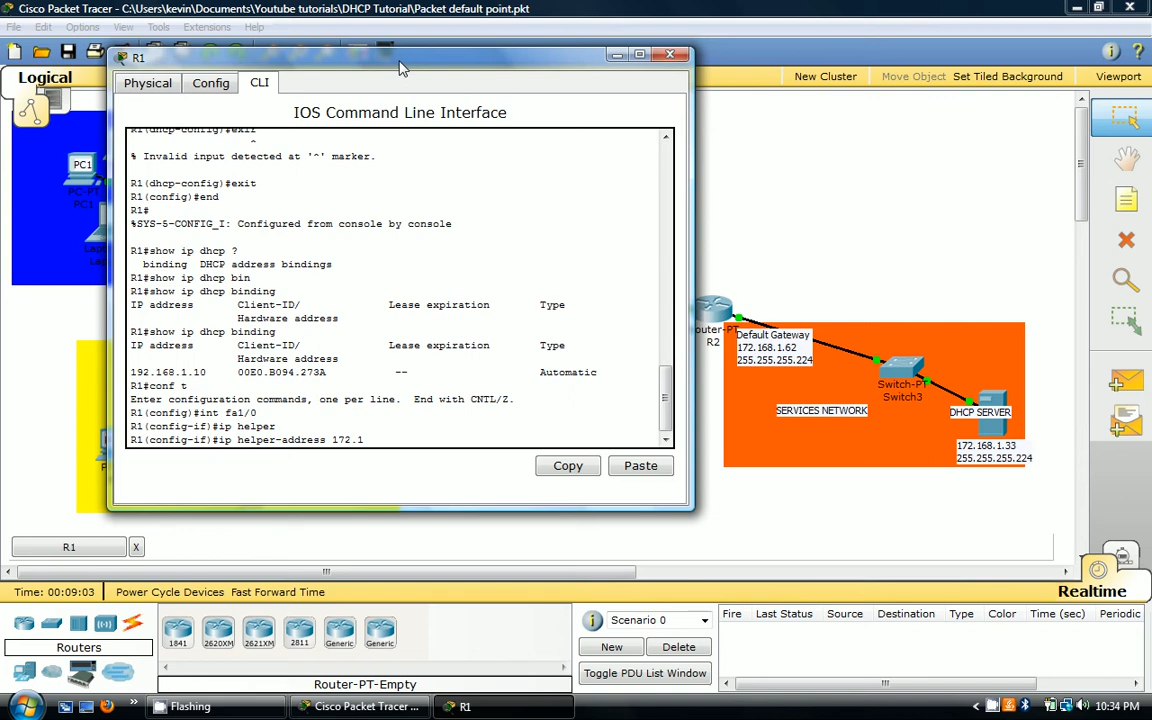 Cisco Packet Tracer - C:\Users\kevin\Documents\Youtube tutorials\DHCP Tutorial\Packet default point.pkt
File Edit Options View Tools Extensions Help
R1
Logical
New Cluster Move Object Set Tiled Background Viewport
Physical Config CLI
IOS Command Line Interface
R1(dhcp-config)#exir
^
% Invalid input detected at '^' marker.
R1(dhcp-config)#exit
R1(config)#end
R1#
%SYS-5-CONFIG_I: Configured from console by console
R1#show ip dhcp ?
binding DHCP address bindings
R1#show ip dhcp bin
R1#show ip dhcp binding
IP address Client-ID/ Lease expiration Type
Hardware address
R1#show ip dhcp binding
IP address Client-ID/ Lease expiration Type
Hardware address
192.168.1.10 00E0.B094.273A -- Automatic
R1#conf t
Enter configuration commands, one per line. End with CNTL/Z.
R1(config)#int fa1/0
R1(config-if)#ip helper
R1(config-if)#ip helper-address 172.1
Copy Paste
PC1
PC-PT
R2
Default Gateway
172.168.1.62
255.255.255.224
Switch-PT
Switch3
SERVICES NETWORK
DHCP SERVER
172.168.1.33
255.255.255.224
R1 X
Time: 00:09:03 Power Cycle Devices Fast Forward Time
Realtime
Routers
1841 2620XM 2621XM 2811 Generic Generic
Router-PT-Empty
Scenario 0
New Delete
Toggle PDU List Window
Fire Last Status Source Destination Type Color Time (sec) Periodic
Flashing Cisco Packet Tracer ... R1
10:34 PM